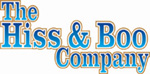 The
Hiss & Boo
Company